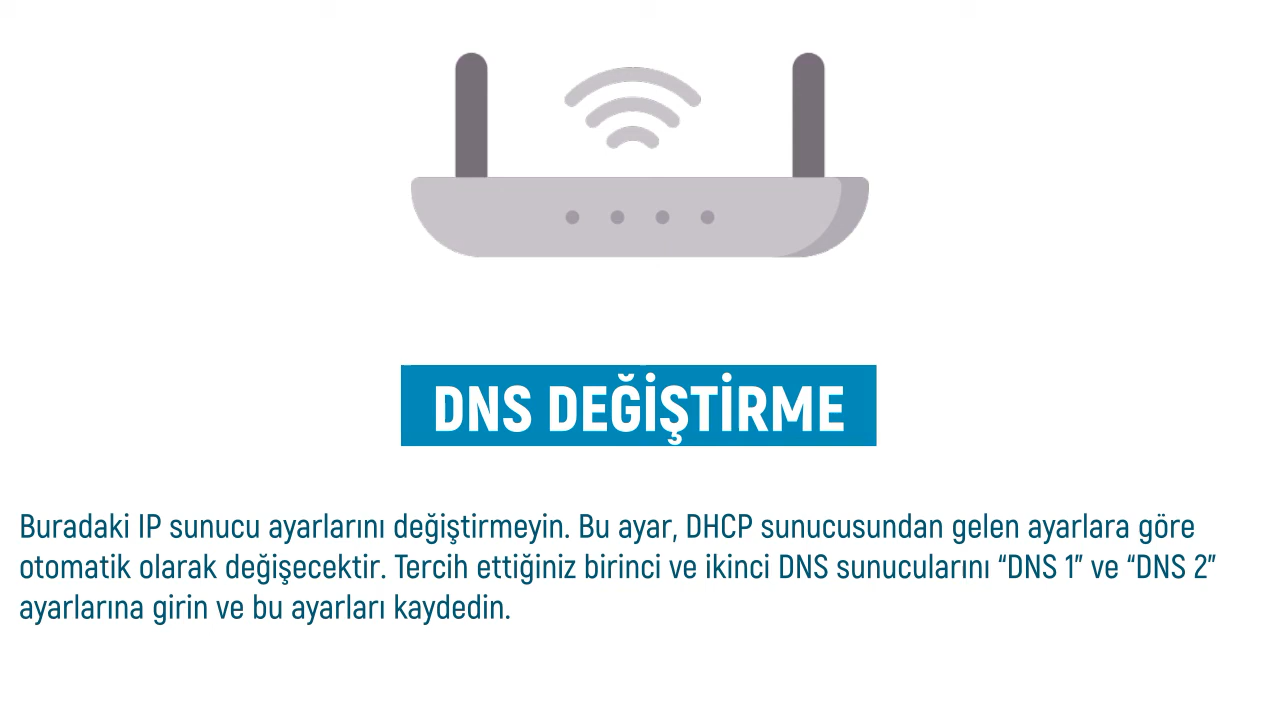 DNS DEĞİŞTİRME
Buradaki IP sunucu ayarlarını değiştirmeyin. Bu ayar, DHCP sunucusundan gelen ayarlara göre
otomatik olarak değişecektir. Tercih ettiğiniz birinci ve ikinci DNS sunucularını “DNS 1” ve “DNS 2”
ayarlarına girin ve bu ayarları kaydedin.